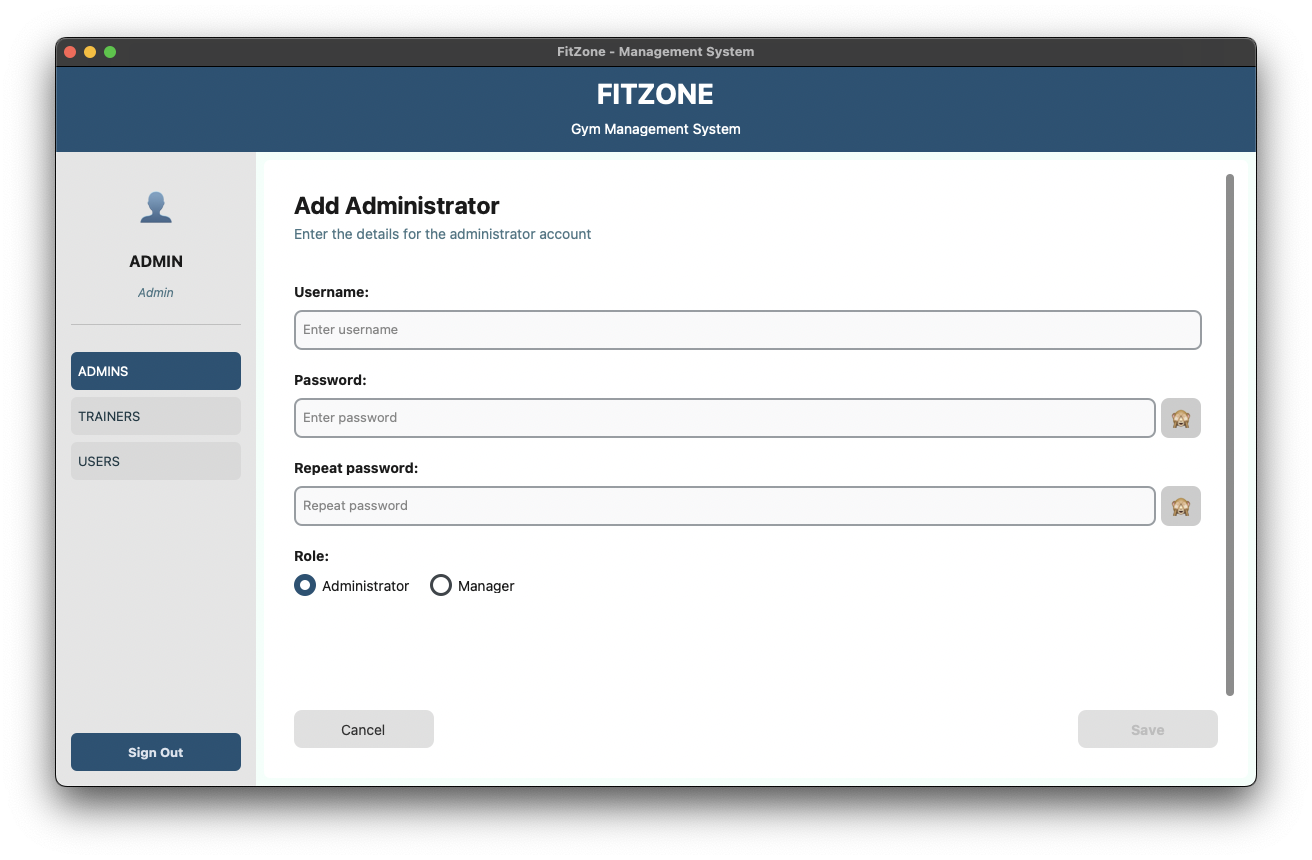 FitZone - Management System
FITZONE
Gym Management System
ADMIN
Admin
ADMINS
TRAINERS
USERS
Sign Out
Add Administrator
Enter the details for the administrator account
Username:
Enter username
Password:
Enter password
Repeat password:
Repeat password
Role:
Administrator Manager
Cancel Save